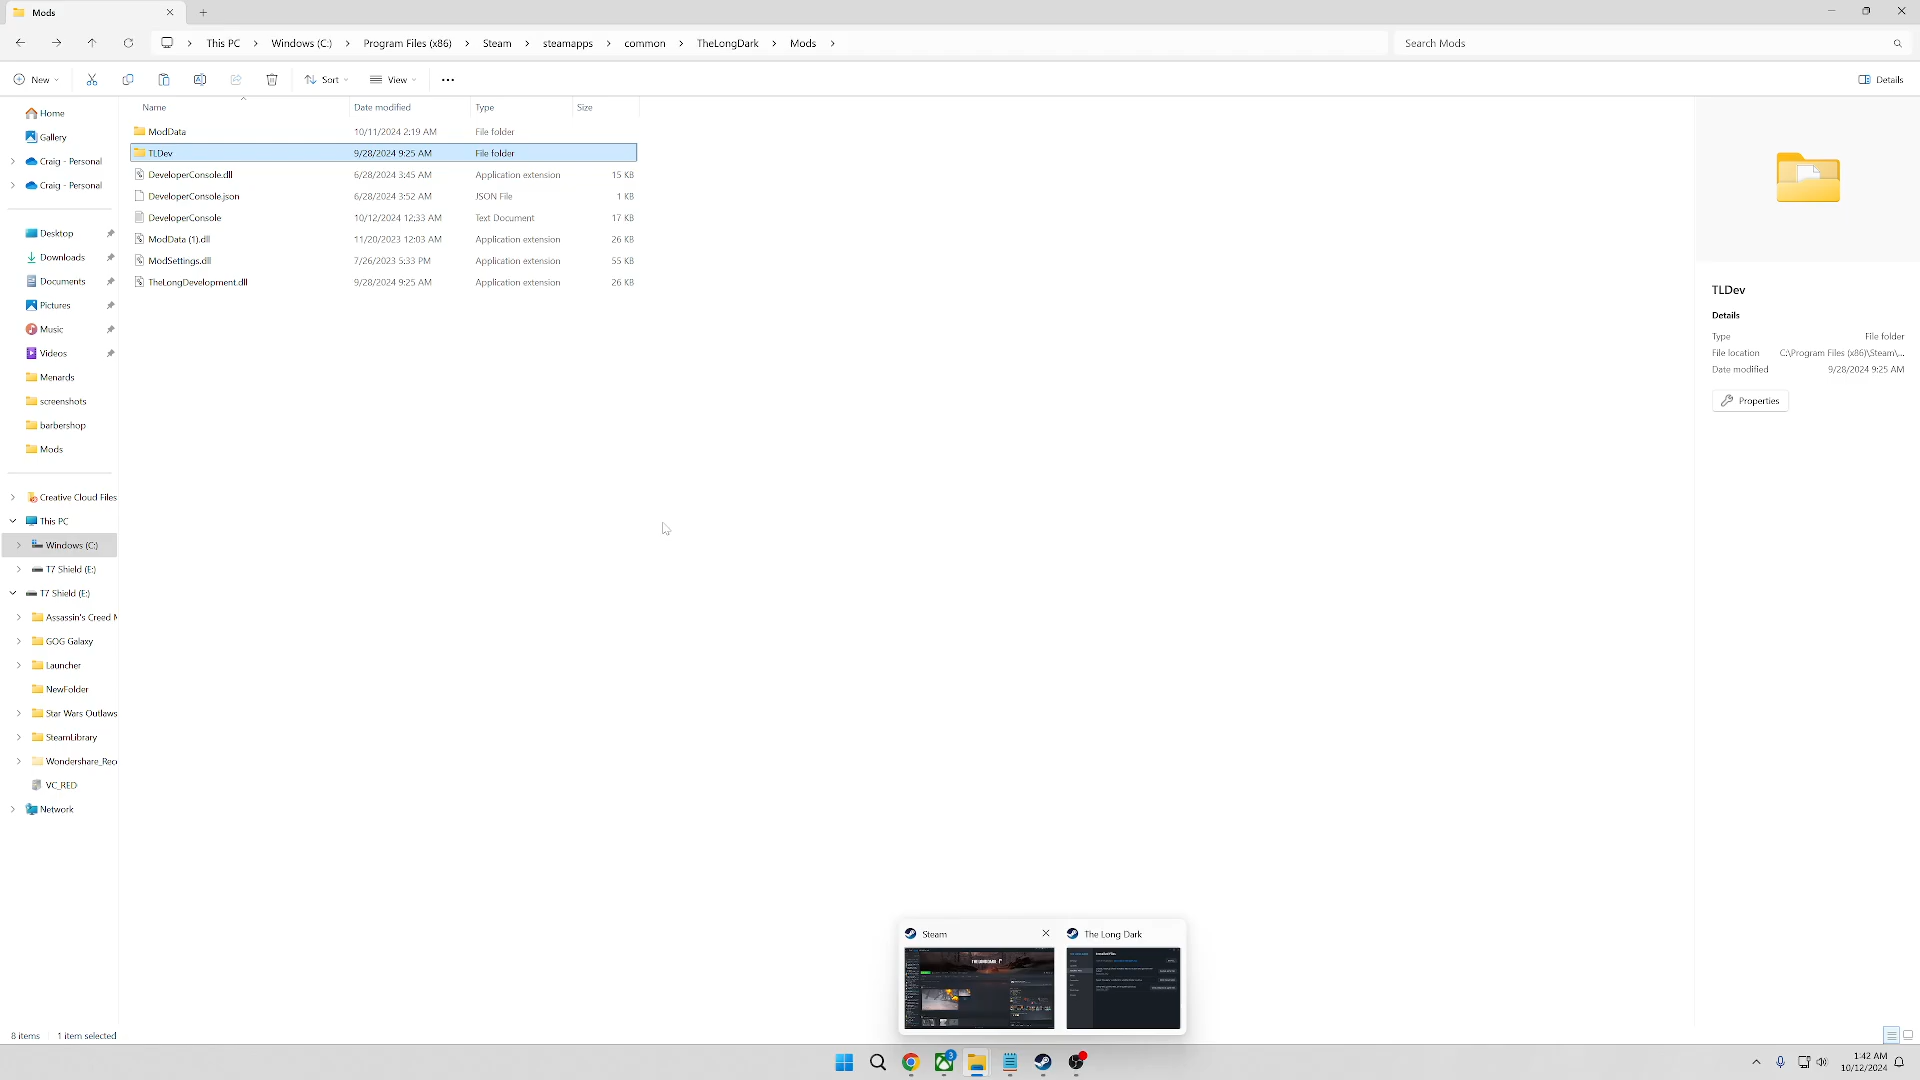 Mods
This PC > Windows (C:) > Program Files (x86) > Steam > steamapps > common > TheLongDark > Mods >
Search Mods
New
Sort
View
Details
Name Date modified Type Size
ModData 10/11/2024 2:19 AM File folder
TLDev 9/28/2024 9:25 AM File folder
DeveloperConsole.dll 6/28/2024 3:45 AM Application extension 15 KB
DeveloperConsole.json 6/28/2024 3:52 AM JSON File 1 KB
DeveloperConsole 10/12/2024 12:33 AM Text Document 17 KB
ModData (1).dll 11/20/2023 12:03 AM Application extension 26 KB
ModSettings.dll 7/26/2023 5:33 PM Application extension 55 KB
TheLongDevelopment.dll 9/28/2024 9:25 AM Application extension 26 KB
Home
Gallery
Craig - Personal
Craig - Personal
Desktop
Downloads
Documents
Pictures
Music
Videos
Menards
screenshots
barbershop
Mods
Creative Cloud Files
This PC
Windows (C:)
T7 Shield (E:)
T7 Shield (E:)
Assassin's Creed M
GOG Galaxy
Launcher
NewFolder
Star Wars Outlaws
SteamLibrary
Wondershare_Reco
VC_RED
Network
TLDev
Details
Type File folder
File location C:\Program Files (x86)\Steam\...
Date modified 9/28/2024 9:25 AM
Properties
Steam
The Long Dark
8 items 1 item selected
3
1:42 AM
10/12/2024